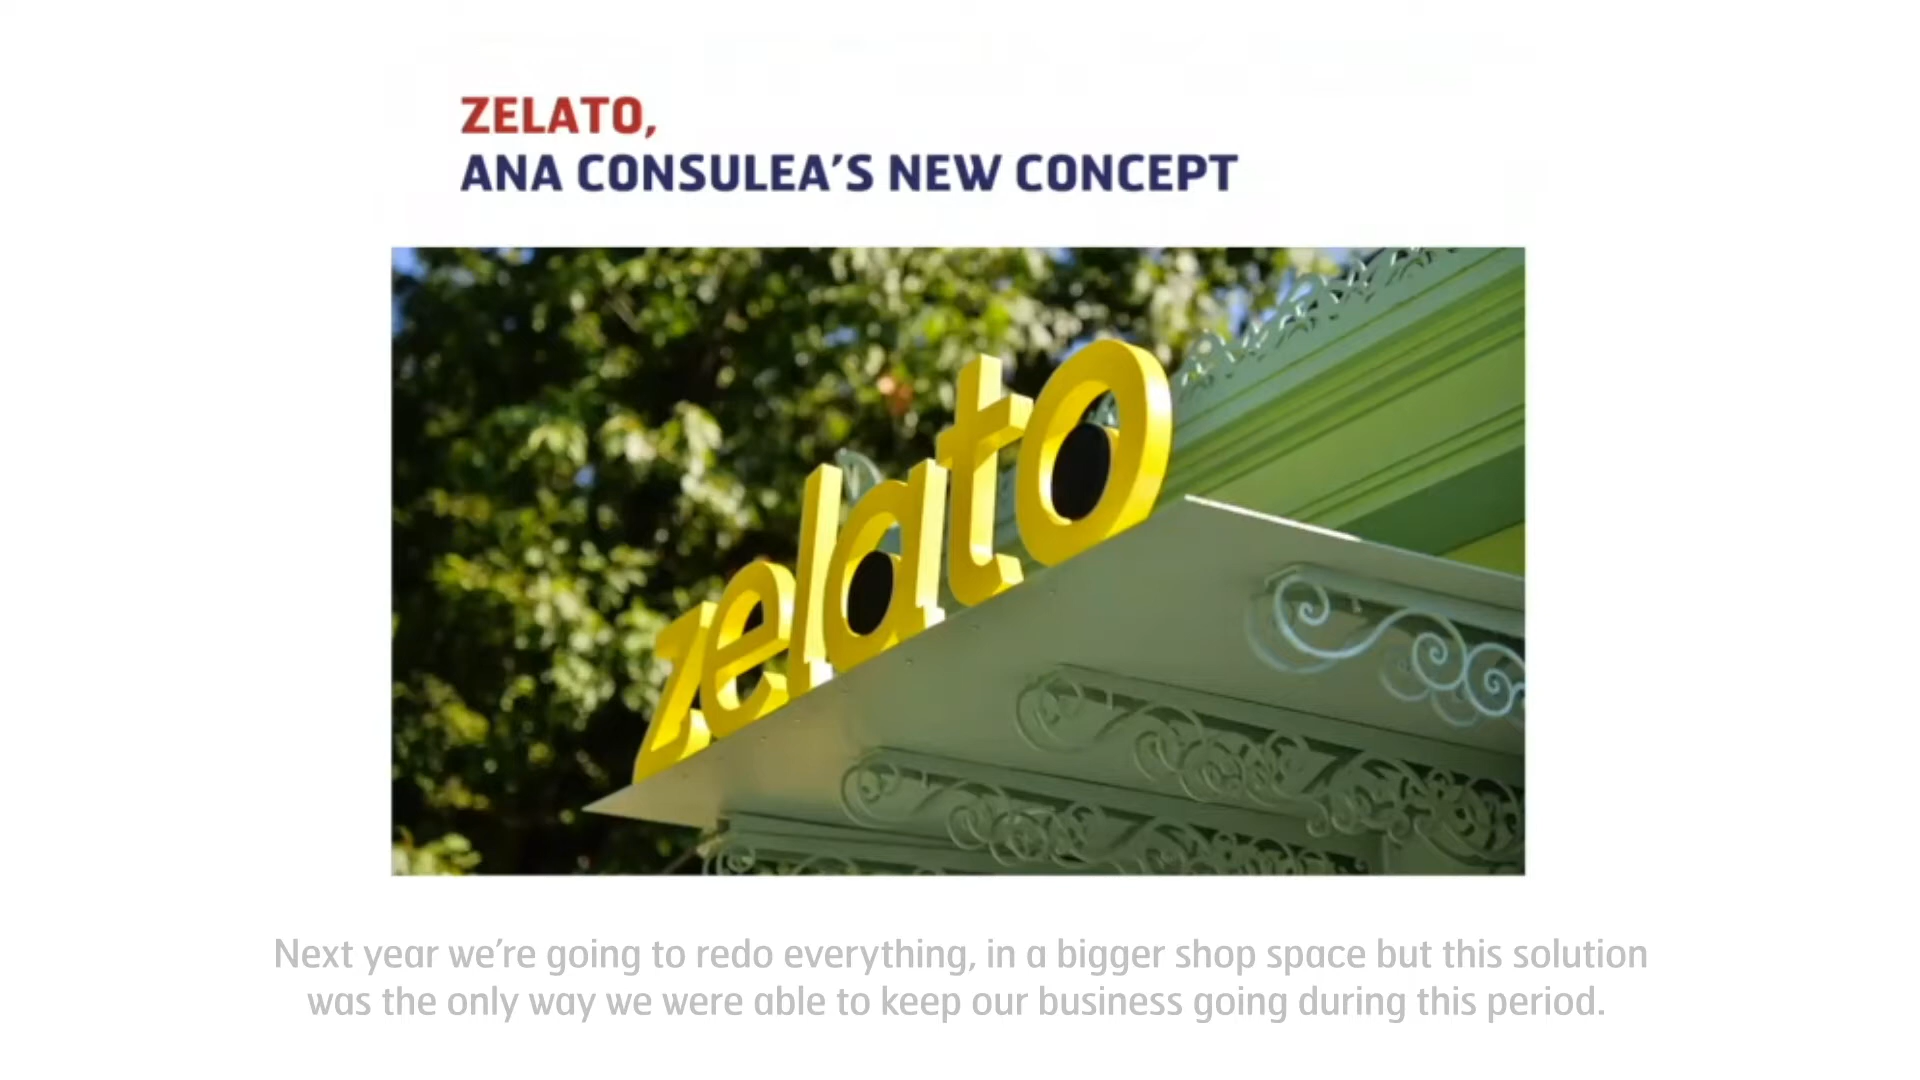 ZELATO,
ANA CONSULEA'S NEW CONCEPT
zelato
Next year we're going to redo everything, in a bigger shop space but this solution
was the only way we were able to keep our business going during this period.